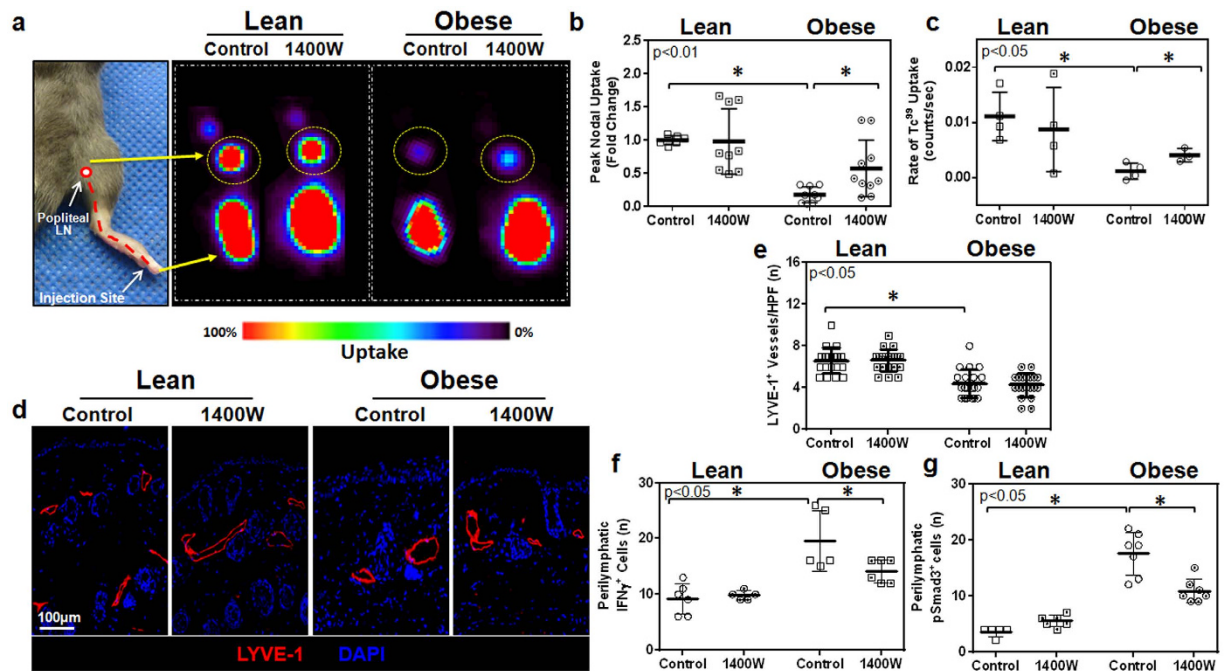 a
Lean
Obese
Control 1400W Control 1400W
Popliteal
LN
Injection Site
100% 0%
Uptake
b
Lean Obese
p<0.01
* *
Peak Nodal Uptake
(Fold Change)
2.5
2.0
1.5
1.0
0.5
0.0
Control 1400W Control 1400W
c
Lean Obese
p<0.05
* *
Rate of Tc⁹⁹ Uptake
(counts/sec)
0.02
0.01
0.00
Control 1400W Control 1400W
e
Lean Obese
p<0.05
*
LYVE-1⁺ Vessels/HPF (n)
16
12
8
4
0
Control 1400W Control 1400W
d
Lean Obese
Control 1400W Control 1400W
100µm
LYVE-1 DAPI
f
Lean Obese
p<0.05
* *
Perilymphatic
IFNγ⁺ Cells (n)
30
20
10
0
Control 1400W Control 1400W
g
Lean Obese
p<0.05
* *
Perilymphatic
pSmad3⁺ cells (n)
30
20
10
0
Control 1400W Control 1400W